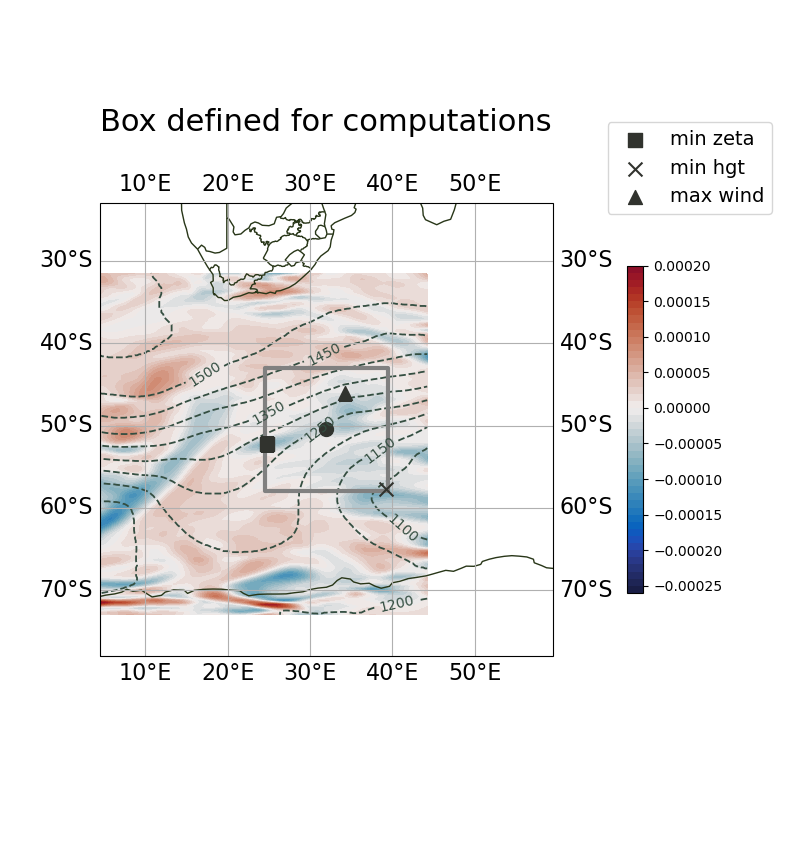 Box defined for computations
min zeta
min hgt
max wind
10°E 20°E 30°E 40°E 50°E
30°S 30°S
40°S 40°S
50°S 50°S
60°S 60°S
70°S 70°S
10°E 20°E 30°E 40°E 50°E
1500
1450
1350
1250
1150
1100
1200
0.00020
0.00015
0.00010
0.00005
0.00000
−0.00005
−0.00010
−0.00015
−0.00020
−0.00025